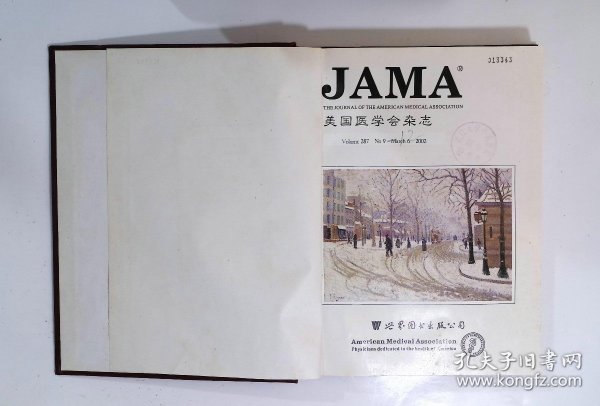 013343
JAMA®
THE JOURNAL OF THE AMERICAN MEDICAL ASSOCIATION
美国医学会杂志
Volume 287 No 9 March 6 2002
世界图书出版公司
American Medical Association
Physicians dedicated to the health of America
孔夫子旧书网
www.kongfz.com